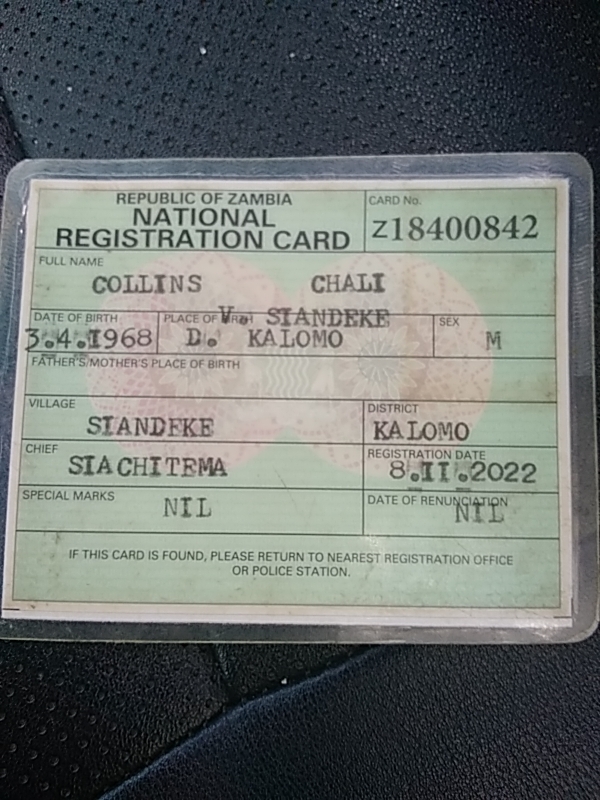 REPUBLIC OF ZAMBIA
NATIONAL
REGISTRATION CARD
CARD No.
Z18400842
FULL NAME
COLLINS CHALI
DATE OF BIRTH
3.4.1968
PLACE OF BIRTH
V. SIANDEKE
D. KALOMO
SEX
M
FATHER'S/MOTHER'S PLACE OF BIRTH
VILLAGE
SIANDEKE
DISTRICT
KALOMO
CHIEF
SIACHITEMA
REGISTRATION DATE
8.II.2022
SPECIAL MARKS
NIL
DATE OF RENUNCIATION
NIL
IF THIS CARD IS FOUND, PLEASE RETURN TO NEAREST REGISTRATION OFFICE
OR POLICE STATION.